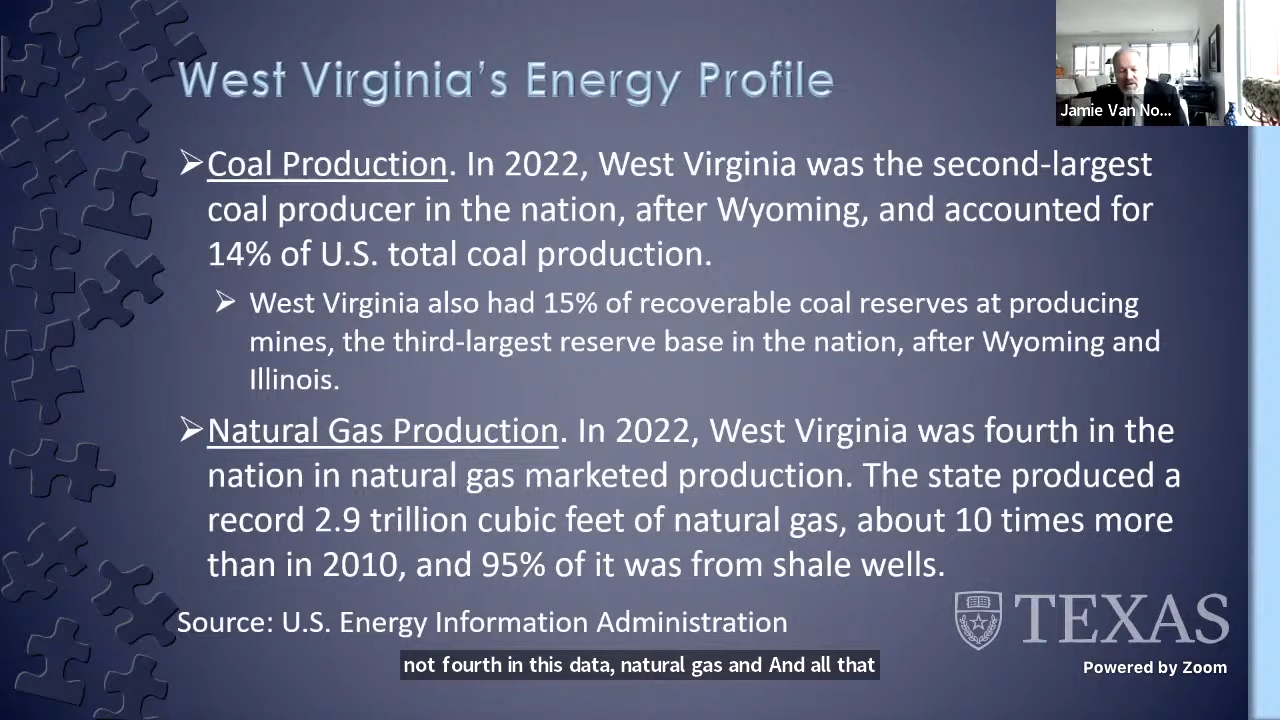 West Virginia's Energy Profile
Jamie Van No...
➢Coal Production. In 2022, West Virginia was the second-largest
coal producer in the nation, after Wyoming, and accounted for
14% of U.S. total coal production.
➢ West Virginia also had 15% of recoverable coal reserves at producing
mines, the third-largest reserve base in the nation, after Wyoming and
Illinois.
➢Natural Gas Production. In 2022, West Virginia was fourth in the
nation in natural gas marketed production. The state produced a
record 2.9 trillion cubic feet of natural gas, about 10 times more
than in 2010, and 95% of it was from shale wells.
Source: U.S. Energy Information Administration
TEXAS
not fourth in this data, natural gas and And all that
Powered by Zoom